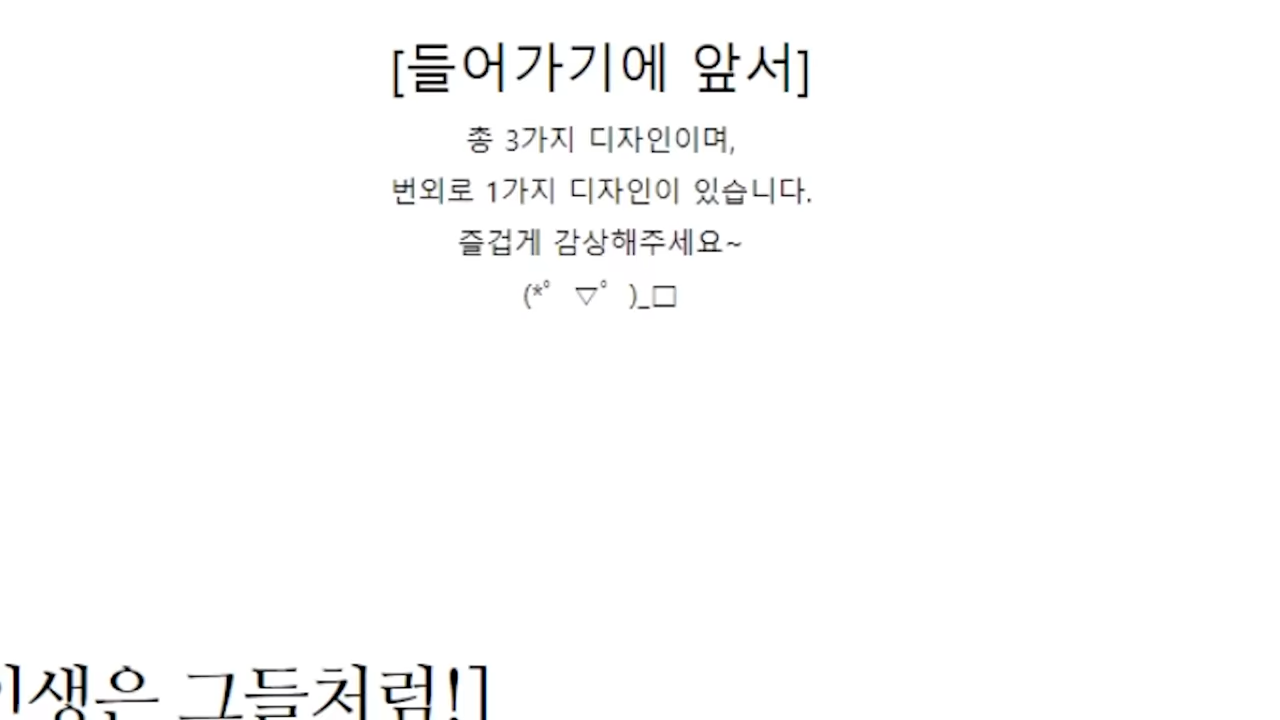 [들어가기에 앞서]
총 3가지 디자인이며,
번외로 1가지 디자인이 있습니다.
즐겁게 감상해주세요~
(*ﾟ ▽ﾟ )_□
인생은 그들처럼!]